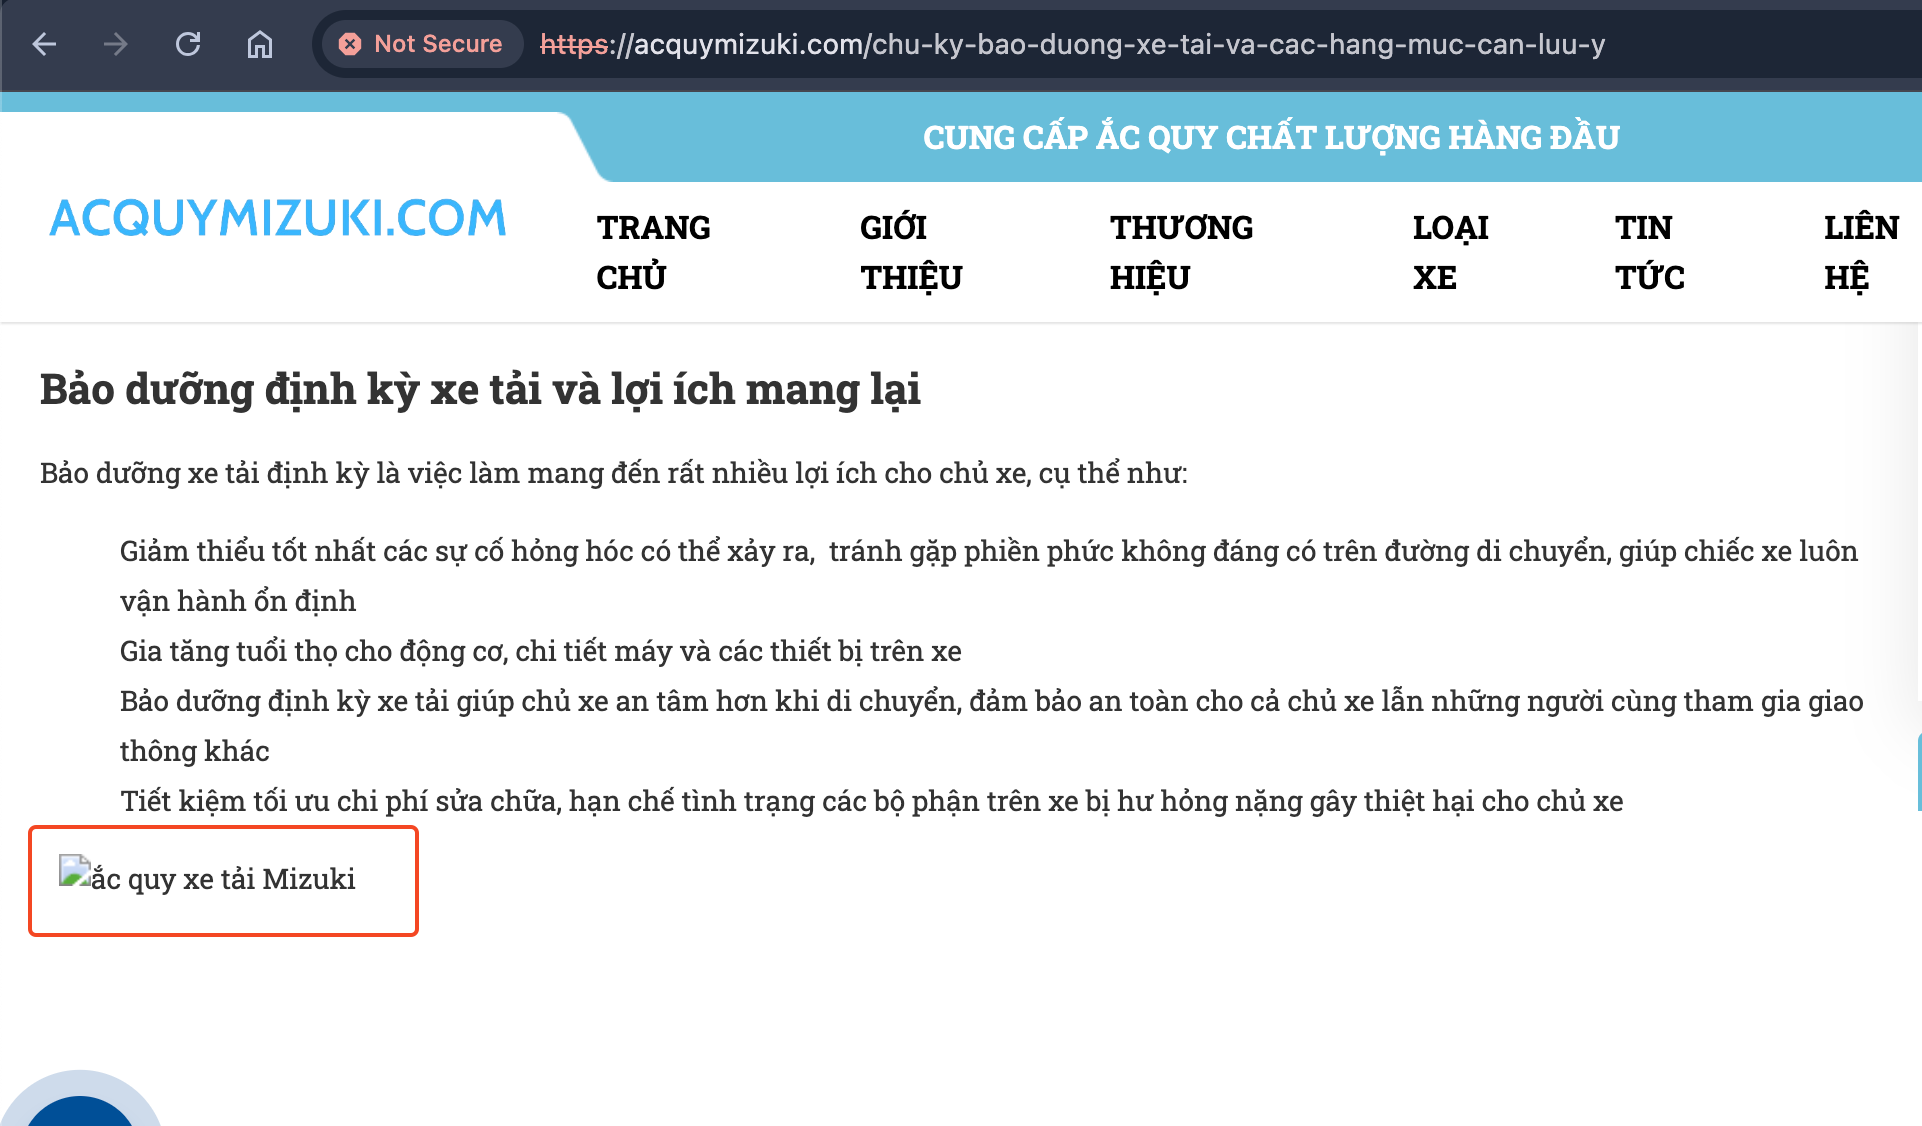 Not Secure https://acquymizuki.com/chu-ky-bao-duong-xe-tai-va-cac-hang-muc-can-luu-y
CUNG CẤP ẮC QUY CHẤT LƯỢNG HÀNG ĐẦU
ACQUYMIZUKI.COM
TRANG CHỦ
GIỚI THIỆU
THƯƠNG HIỆU
LOẠI XE
TIN TỨC
LIÊN HỆ
Bảo dưỡng định kỳ xe tải và lợi ích mang lại
Bảo dưỡng xe tải định kỳ là việc làm mang đến rất nhiều lợi ích cho chủ xe, cụ thể như:
Giảm thiểu tốt nhất các sự cố hỏng hóc có thể xảy ra,  tránh gặp phiền phức không đáng có trên đường di chuyển, giúp chiếc xe luôn
vận hành ổn định
Gia tăng tuổi thọ cho động cơ, chi tiết máy và các thiết bị trên xe
Bảo dưỡng định kỳ xe tải giúp chủ xe an tâm hơn khi di chuyển, đảm bảo an toàn cho cả chủ xe lẫn những người cùng tham gia giao
thông khác
Tiết kiệm tối ưu chi phí sửa chữa, hạn chế tình trạng các bộ phận trên xe bị hư hỏng nặng gây thiệt hại cho chủ xe
ắc quy xe tải Mizuki